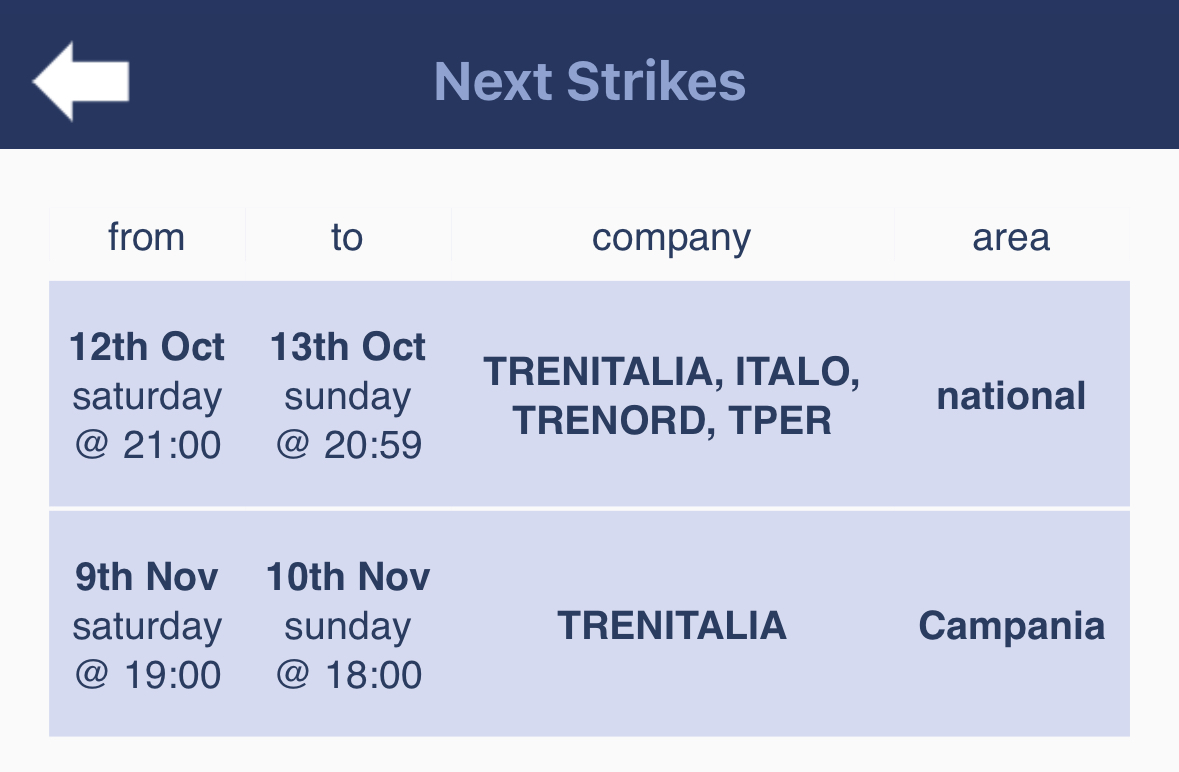 Next Strikes
from to company area
12th Oct
saturday
@ 21:00
13th Oct
sunday
@ 20:59
TRENITALIA, ITALO,
TRENORD, TPER
national
9th Nov
saturday
@ 19:00
10th Nov
sunday
@ 18:00
TRENITALIA
Campania